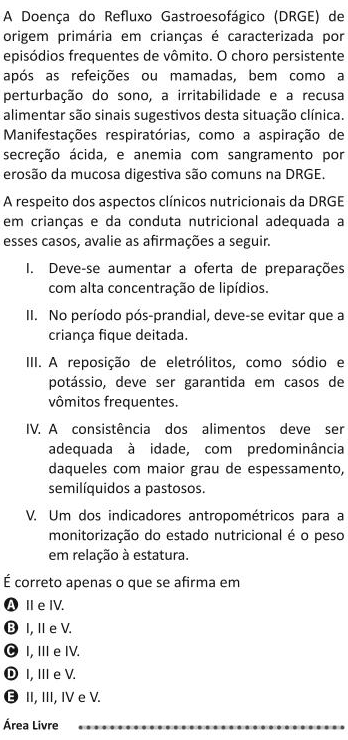 A Doença do Refluxo Gastroesofágico (DRGE) de
origem primária em crianças é caracterizada por
episódios frequentes de vômito. O choro persistente
após as refeições ou mamadas, bem como a
perturbação do sono, a irritabilidade e a recusa
alimentar são sinais sugestivos desta situação clínica.
Manifestações respiratórias, como a aspiração de
secreção ácida, e anemia com sangramento por
erosão da mucosa digestiva são comuns na DRGE.
A respeito dos aspectos clínicos nutricionais da DRGE
em crianças e da conduta nutricional adequada a
esses casos, avalie as afirmações a seguir.
I. Deve-se aumentar a oferta de preparações
com alta concentração de lipídios.
II. No período pós-prandial, deve-se evitar que a
criança fique deitada.
III. A reposição de eletrólitos, como sódio e
potássio, deve ser garantida em casos de
vômitos frequentes.
IV. A consistência dos alimentos deve ser
adequada à idade, com predominância
daqueles com maior grau de espessamento,
semilíquidos a pastosos.
V. Um dos indicadores antropométricos para a
monitorização do estado nutricional é o peso
em relação à estatura.
É correto apenas o que se afirma em
A II e IV.
B I, II e V.
C I, III e IV.
D I, III e V.
E II, III, IV e V.
Área Livre